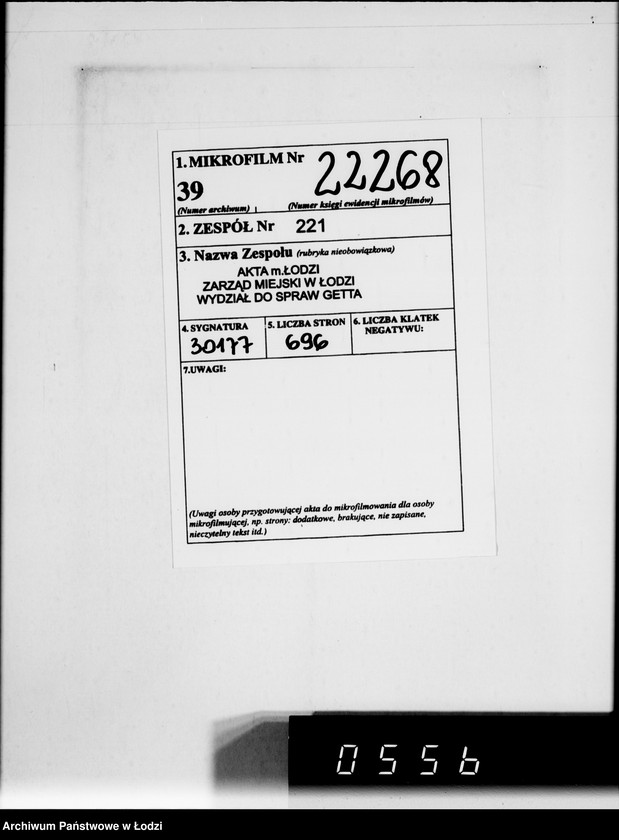 1. MIKROFILM Nr 22268
39
(Numer archiwum) (Numer księgi ewidencji mikrofilmów)
2. ZESPÓŁ Nr 221
3. Nazwa Zespołu (rubryka nieobowiązkowa)
AKTA m.ŁODZI
ZARZĄD MIEJSKI W ŁODZI
WYDZIAŁ DO SPRAW GETTA
4. SYGNATURA 5. LICZBA STRON 6. LICZBA KLATEK
NEGATYWU:
30177 696
7.UWAGI:
(Uwagi osoby przygotowującej akta do mikrofilmowania dla osoby
mikrofilmującej, np. strony: dodatkowe, brakujące, nie zapisane,
nieczytelny tekst itd.)
0556
Archiwum Państwowe w Łodzi